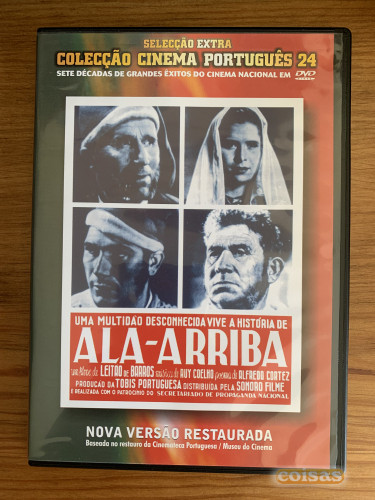 SELECÇÃO EXTRA
COLECÇÃO CINEMA PORTUGUÊS 24
SETE DÉCADAS DE GRANDES ÊXITOS DO CINEMA NACIONAL EM DVD
UMA MULTIDÃO DESCONHECIDA VIVE A HISTÓRIA DE
ALA-ARRIBA
um filme de LEITÃO DE BARROS música de RUY COELHO poema de ALFREDO CORTEZ
PRODUÇÃO DA TOBIS PORTUGUESA DISTRIBUÍDA PELA SONORO FILME
E REALIZADA COM O PATROCINIO DO SECRETARIADO DE PROPAGANDA NACIONAL
NOVA VERSÃO RESTAURADA
Baseada no restauro da Cinemateca Portuguesa / Museu do Cinema
coisas